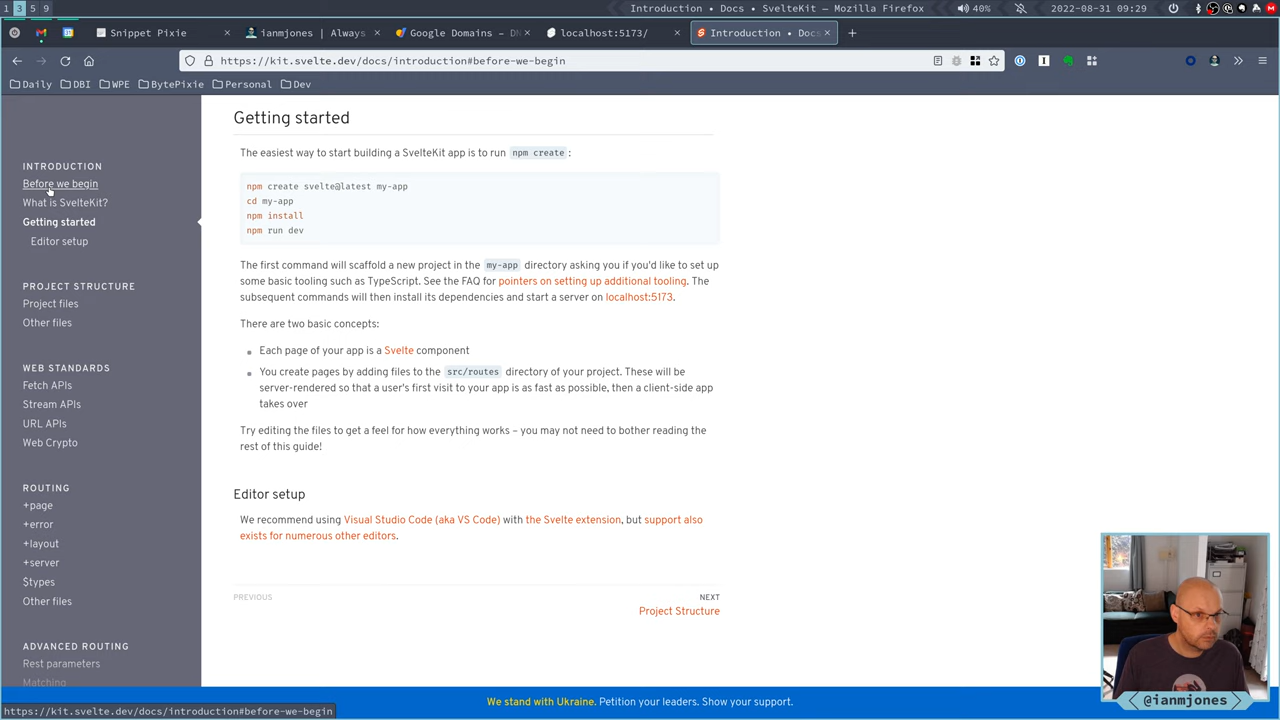 1 3 5 9
Introduction • Docs • SvelteKit — Mozilla Firefox
40%
2022-08-31 09:29
Snippet Pixie
ianmjones | Always
Google Domains – DN
localhost:5173/
Introduction • Docs
https://kit.svelte.dev/docs/introduction#before-we-begin
Daily
DBI
WPE
BytePixie
Personal
Dev
INTRODUCTION
Before we begin
What is SvelteKit?
Getting started
Editor setup
PROJECT STRUCTURE
Project files
Other files
WEB STANDARDS
Fetch APIs
Stream APIs
URL APIs
Web Crypto
ROUTING
+page
+error
+layout
+server
$types
Other files
ADVANCED ROUTING
Rest parameters
Matching
Getting started
The easiest way to start building a SvelteKit app is to run npm create :
npm create svelte@latest my-app
cd my-app
npm install
npm run dev
The first command will scaffold a new project in the my-app directory asking you if you'd like to set up
some basic tooling such as TypeScript. See the FAQ for pointers on setting up additional tooling. The
subsequent commands will then install its dependencies and start a server on localhost:5173.
There are two basic concepts:
Each page of your app is a Svelte component
You create pages by adding files to the src/routes directory of your project. These will be
server-rendered so that a user's first visit to your app is as fast as possible, then a client-side app
takes over
Try editing the files to get a feel for how everything works – you may not need to bother reading the
rest of this guide!
Editor setup
We recommend using Visual Studio Code (aka VS Code) with the Svelte extension, but support also
exists for numerous other editors.
PREVIOUS
NEXT
Project Structure
@ianmjones
We stand with Ukraine. Petition your leaders. Show your support.
https://kit.svelte.dev/docs/introduction#before-we-begin